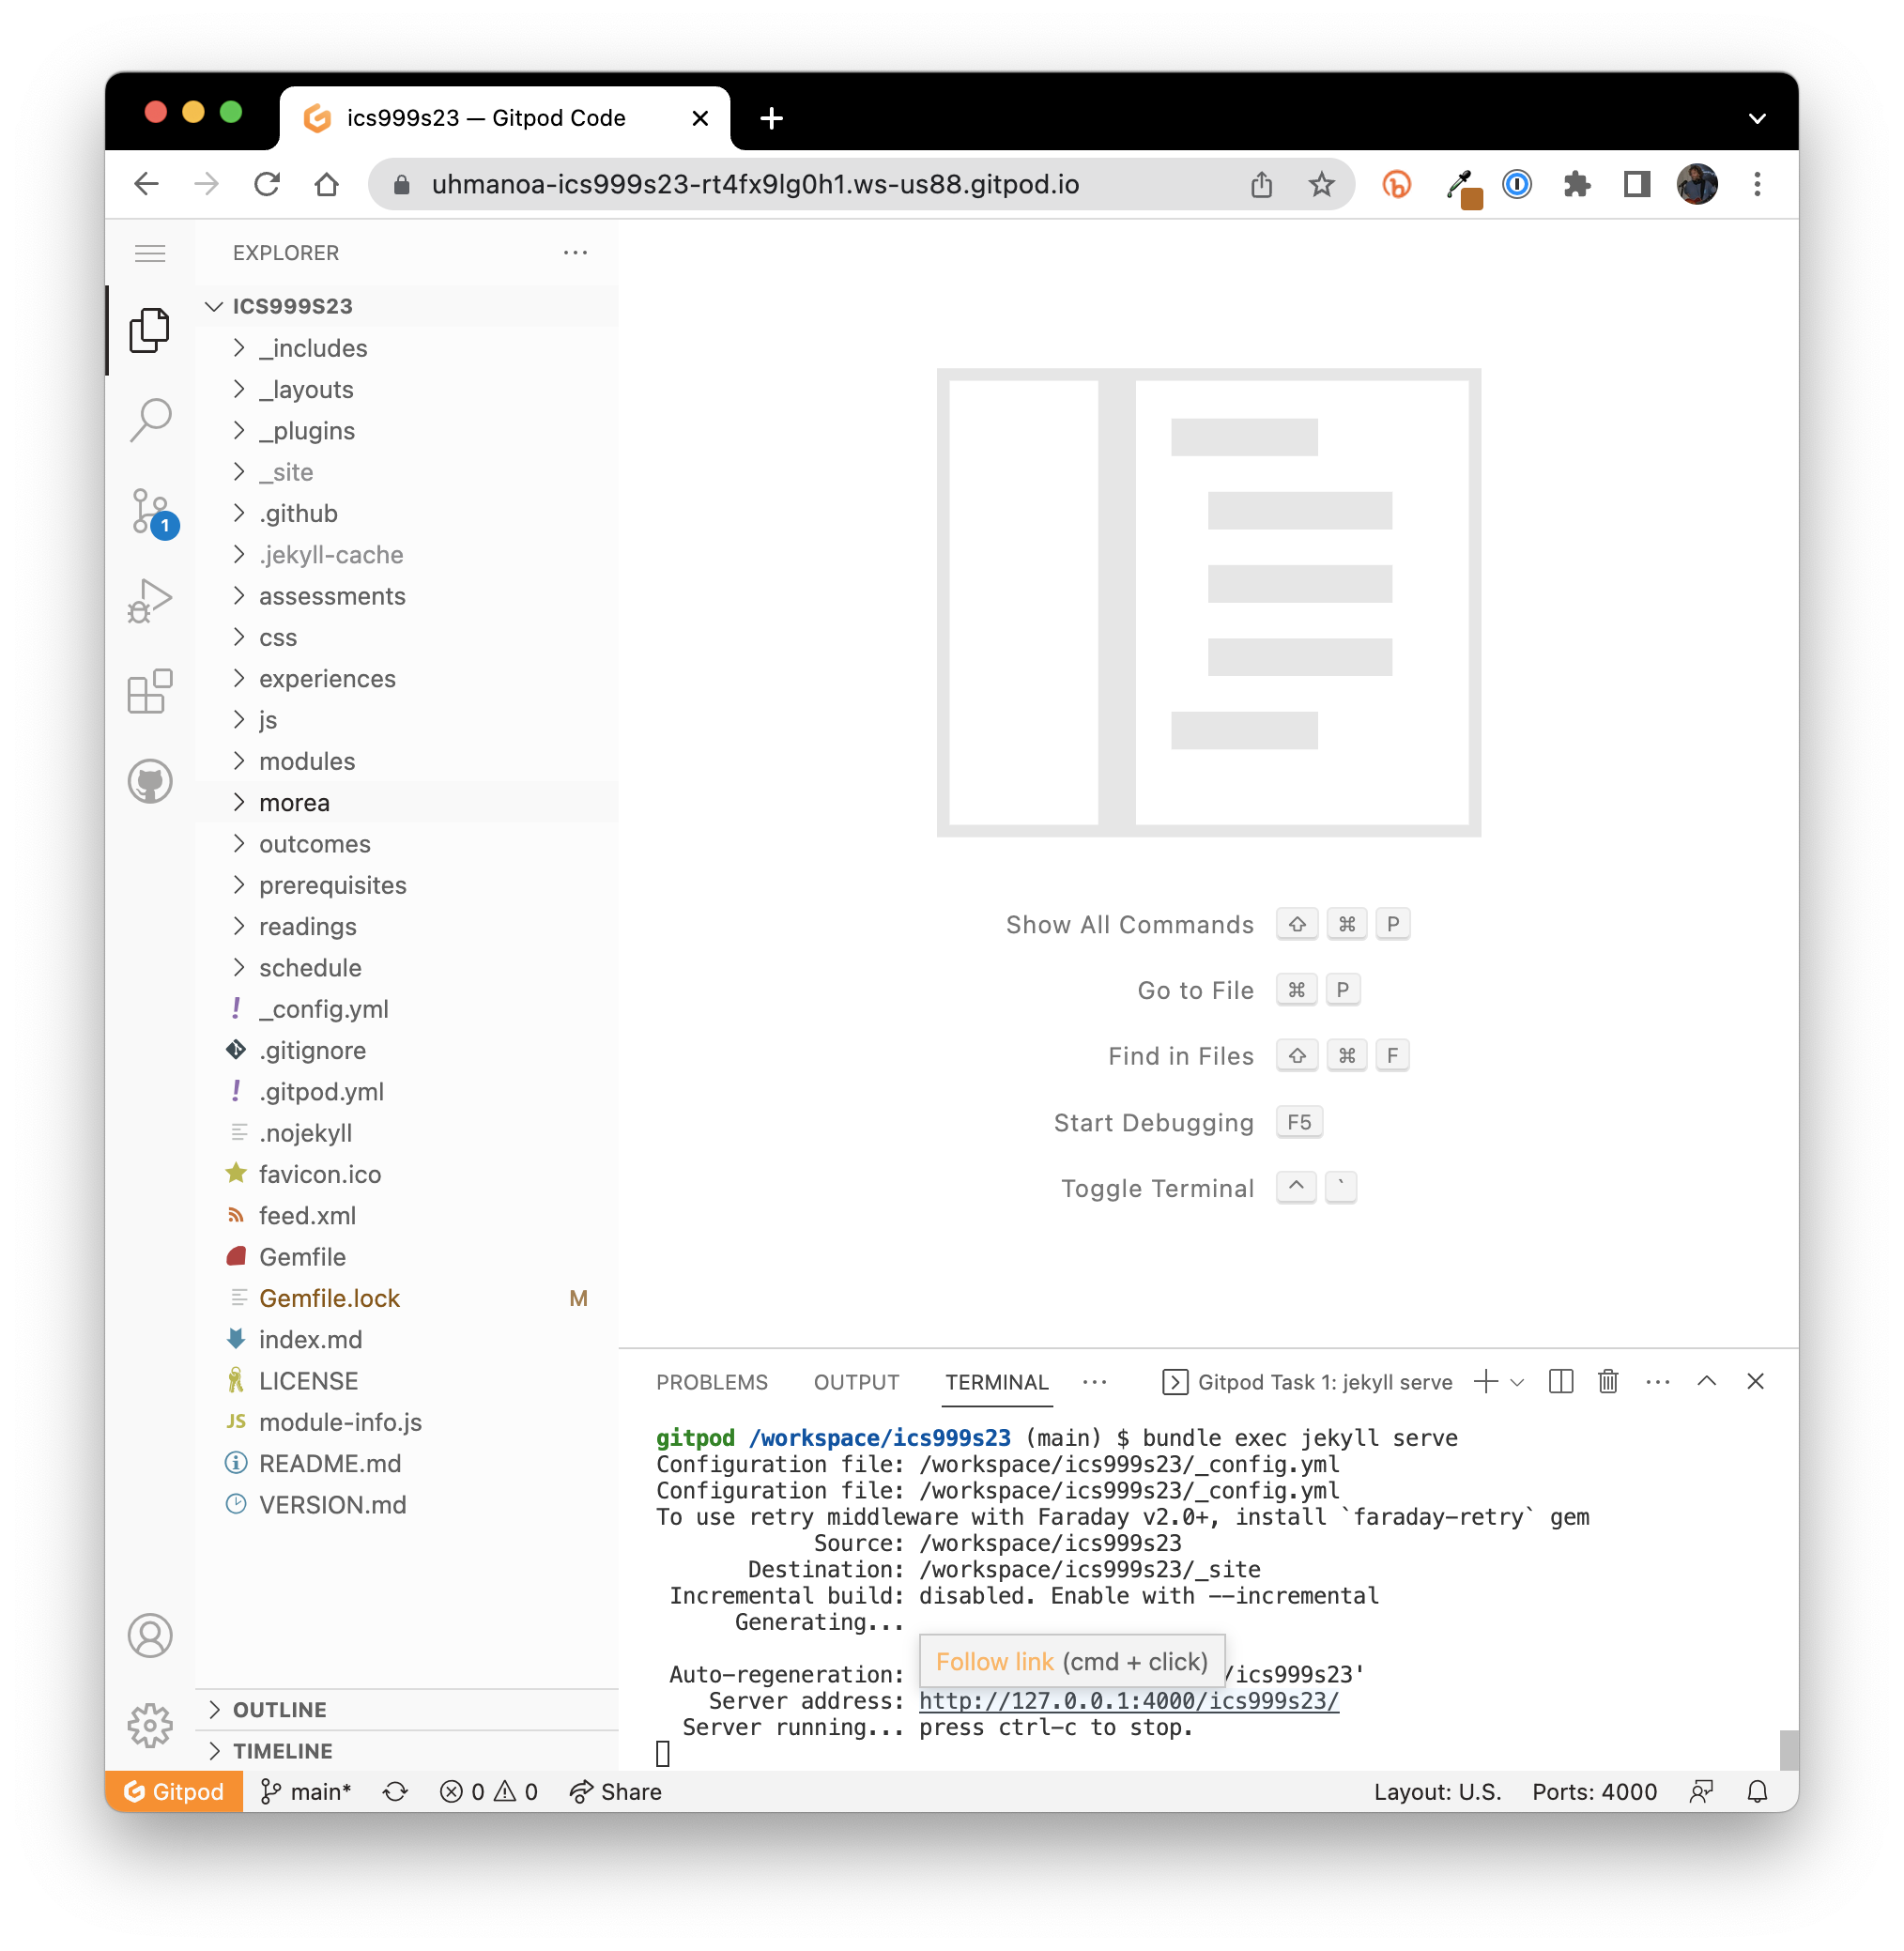 ics999s23 — Gitpod Code
uhmanoa-ics999s23-rt4fx9lg0h1.ws-us88.gitpod.io
EXPLORER
ICS999S23
_includes
_layouts
_plugins
_site
.github
1
.jekyll-cache
assessments
css
experiences
js
modules
morea
outcomes
prerequisites
readings
schedule
_config.yml
.gitignore
.gitpod.yml
.nojekyll
favicon.ico
feed.xml
Gemfile
Gemfile.lock M
index.md
LICENSE
JS module-info.js
README.md
VERSION.md
OUTLINE
TIMELINE
Show All Commands ⇧ ⌘ P
Go to File ⌘ P
Find in Files ⇧ ⌘ F
Start Debugging F5
Toggle Terminal ^ `
PROBLEMS OUTPUT TERMINAL ··· Gitpod Task 1: jekyll serve
gitpod /workspace/ics999s23 (main) $ bundle exec jekyll serve
Configuration file: /workspace/ics999s23/_config.yml
Configuration file: /workspace/ics999s23/_config.yml
To use retry middleware with Faraday v2.0+, install `faraday-retry` gem
Source: /workspace/ics999s23
Destination: /workspace/ics999s23/_site
Incremental build: disabled. Enable with --incremental
Generating...
Follow link (cmd + click)
Auto-regeneration: /ics999s23'
Server address: http://127.0.0.1:4000/ics999s23/
Server running... press ctrl-c to stop.
Gitpod main* 0 0 Share Layout: U.S. Ports: 4000